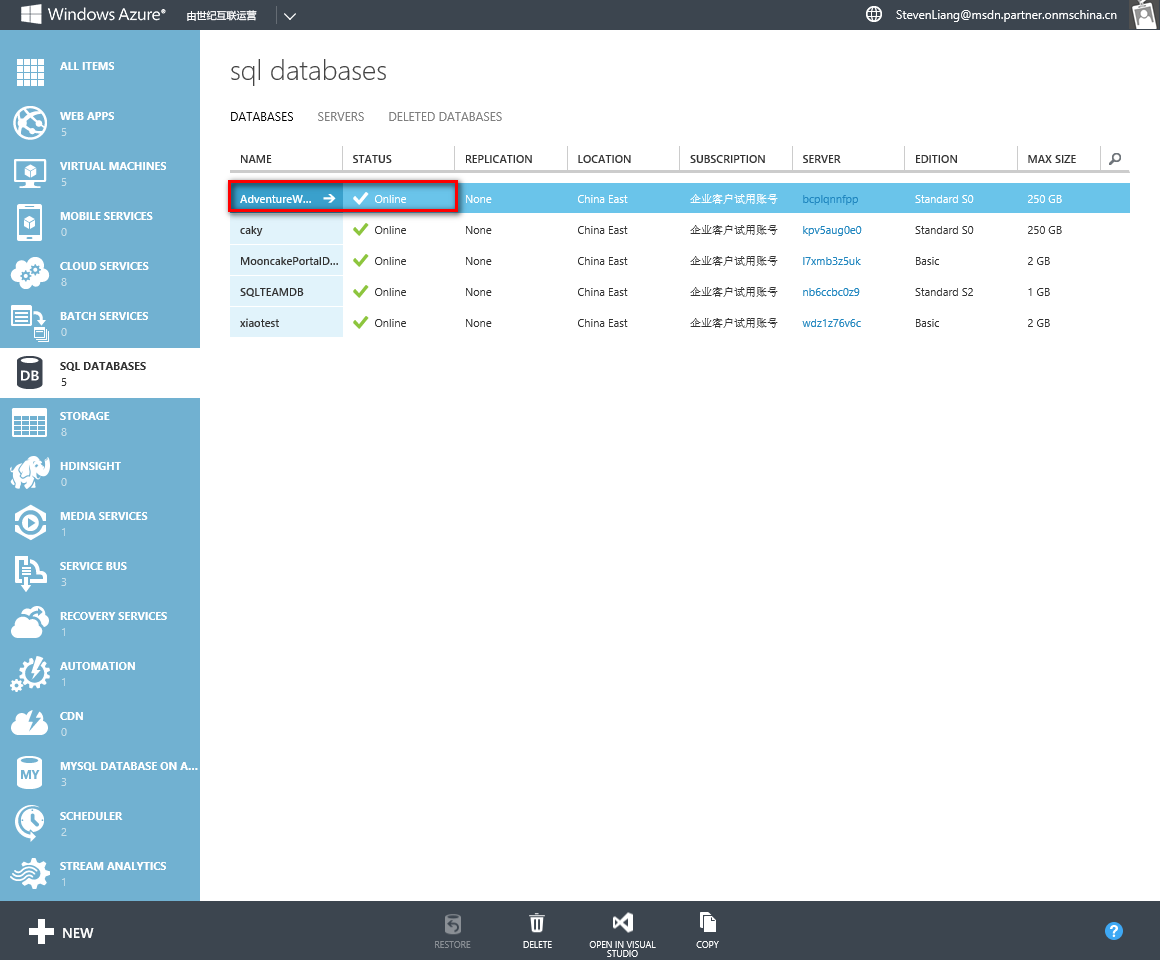 Windows Azure® 由世纪互联运营 StevenLiang@msdn.partner.onmschina.cn
ALL ITEMS
WEB APPS
5
VIRTUAL MACHINES
5
MOBILE SERVICES
0
CLOUD SERVICES
8
BATCH SERVICES
0
DB
SQL DATABASES
5
STORAGE
8
HDINSIGHT
0
MEDIA SERVICES
1
SERVICE BUS
3
RECOVERY SERVICES
1
AUTOMATION
1
CDN
0
MY
MYSQL DATABASE ON A...
3
SCHEDULER
2
STREAM ANALYTICS
1
sql databases
DATABASES SERVERS DELETED DATABASES
NAME STATUS REPLICATION LOCATION SUBSCRIPTION SERVER EDITION MAX SIZE
AdventureW... → Online None China East 企业客户试用账号 bcplqnnfpp Standard S0 250 GB
caky Online None China East 企业客户试用账号 kpv5aug0e0 Standard S0 250 GB
MooncakePortalD... Online None China East 企业客户试用账号 l7xmb3z5uk Basic 2 GB
SQLTEAMDB Online None China East 企业客户试用账号 nb6ccbc0z9 Standard S2 1 GB
xiaotest Online None China East 企业客户试用账号 wdz1z76v6c Basic 2 GB
NEW
RESTORE
DELETE
OPEN IN VISUAL
STUDIO
COPY
?